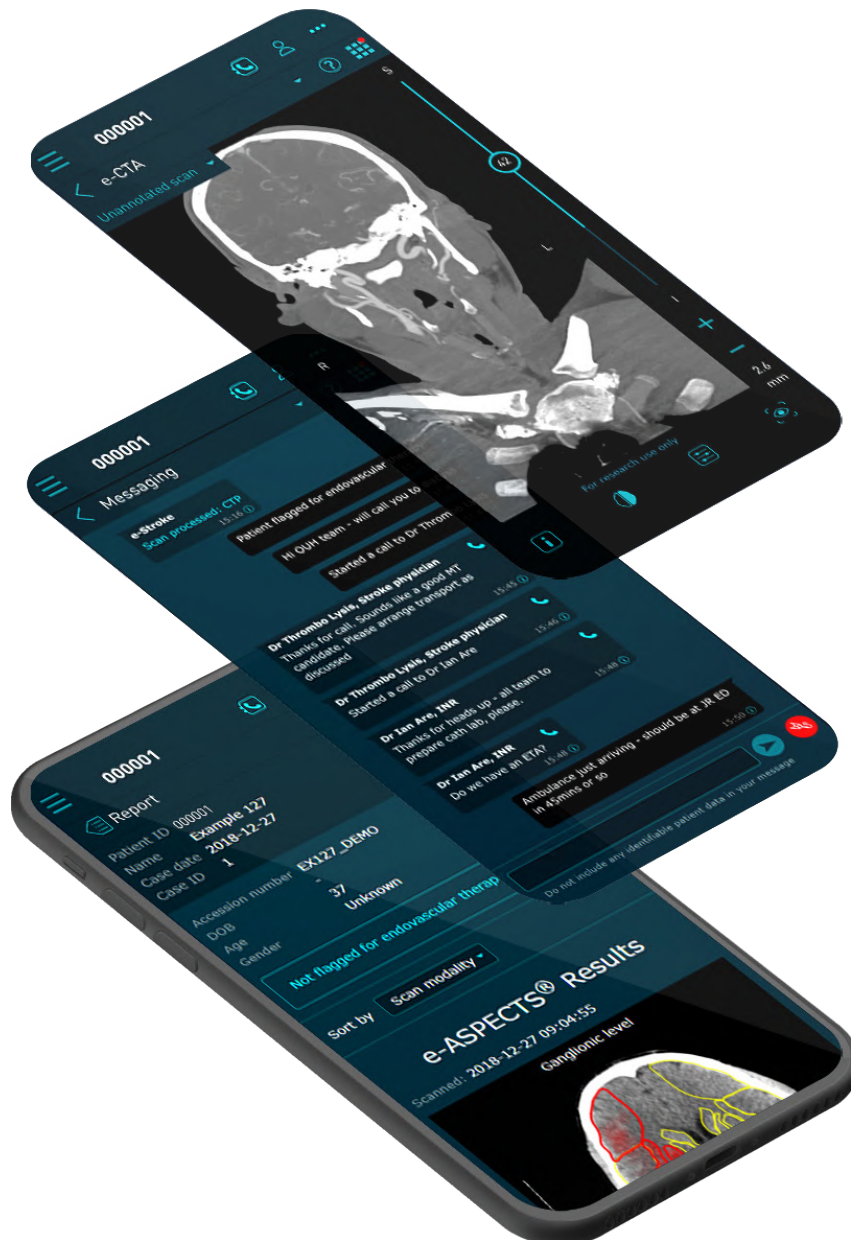 000001
e-CTA
Unannotated scan
S
42
L
I
+
−
2.6
mm
R
For research use only
000001
Messaging
e-Stroke
Scan processed: CTP
15:16
Patient flagged for endovascular
Hi OUH team - will call you to
Started a call to Dr Throm
Dr Thrombo Lysis, Stroke physician
Thanks for call. Sounds like a good MT
candidate. Please arrange transport as
discussed
15:45
Dr Thrombo Lysis, Stroke physician
Started a call to Dr Ian Are
15:46
Dr Ian Are, INR
Thanks for heads up - all team to
prepare cath lab, please.
15:48
Dr Ian Are, INR
Do we have an ETA?
15:48
Ambulance just arriving - should be at JR ED
in 45mins or so
15:50
Do not include any identifiable patient data in your message
000001
Report
Patient ID 000001
Name Example 127
Case date 2018-12-27
Case ID 1
Accession number EX127_DEMO
DOB -
Age 37
Gender Unknown
Not flagged for endovascular therap
Sort by Scan modality
e-ASPECTS® Results
Scanned: 2018-12-27 09:04:55
Ganglionic level